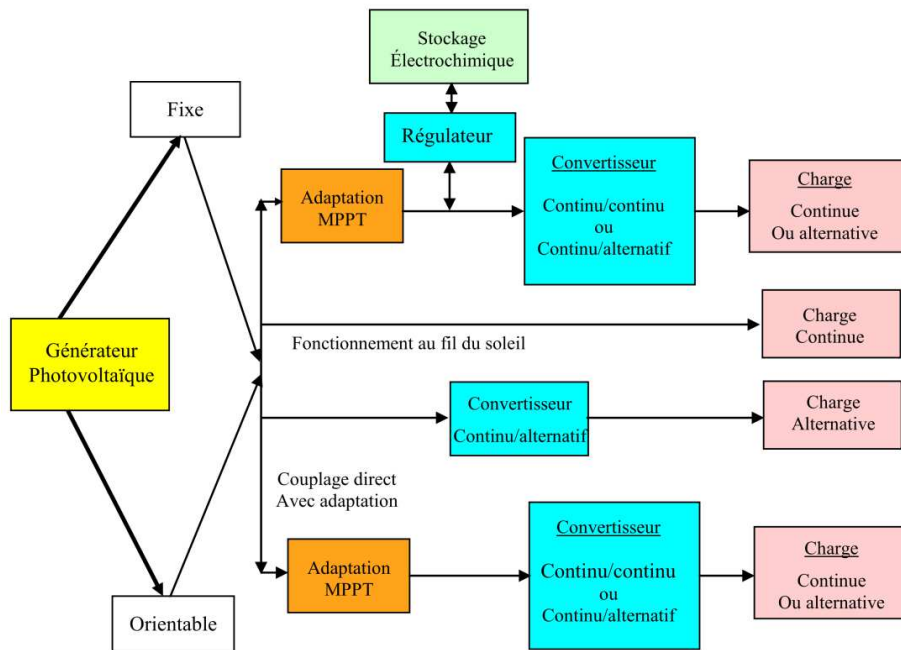 Stockage
Électrochimique
Fixe
Régulateur
Convertisseur
Continu/continu
ou
Continu/alternatif
Adaptation
MPPT
Charge
Continue
Ou alternative
Générateur
Photovoltaïque
Fonctionnement au fil du soleil
Charge
Continue
Convertisseur
Continu/alternatif
Charge
Alternative
Couplage direct
Avec adaptation
Adaptation
MPPT
Convertisseur
Continu/continu
ou
Continu/alternatif
Charge
Continue
Ou alternative
Orientable